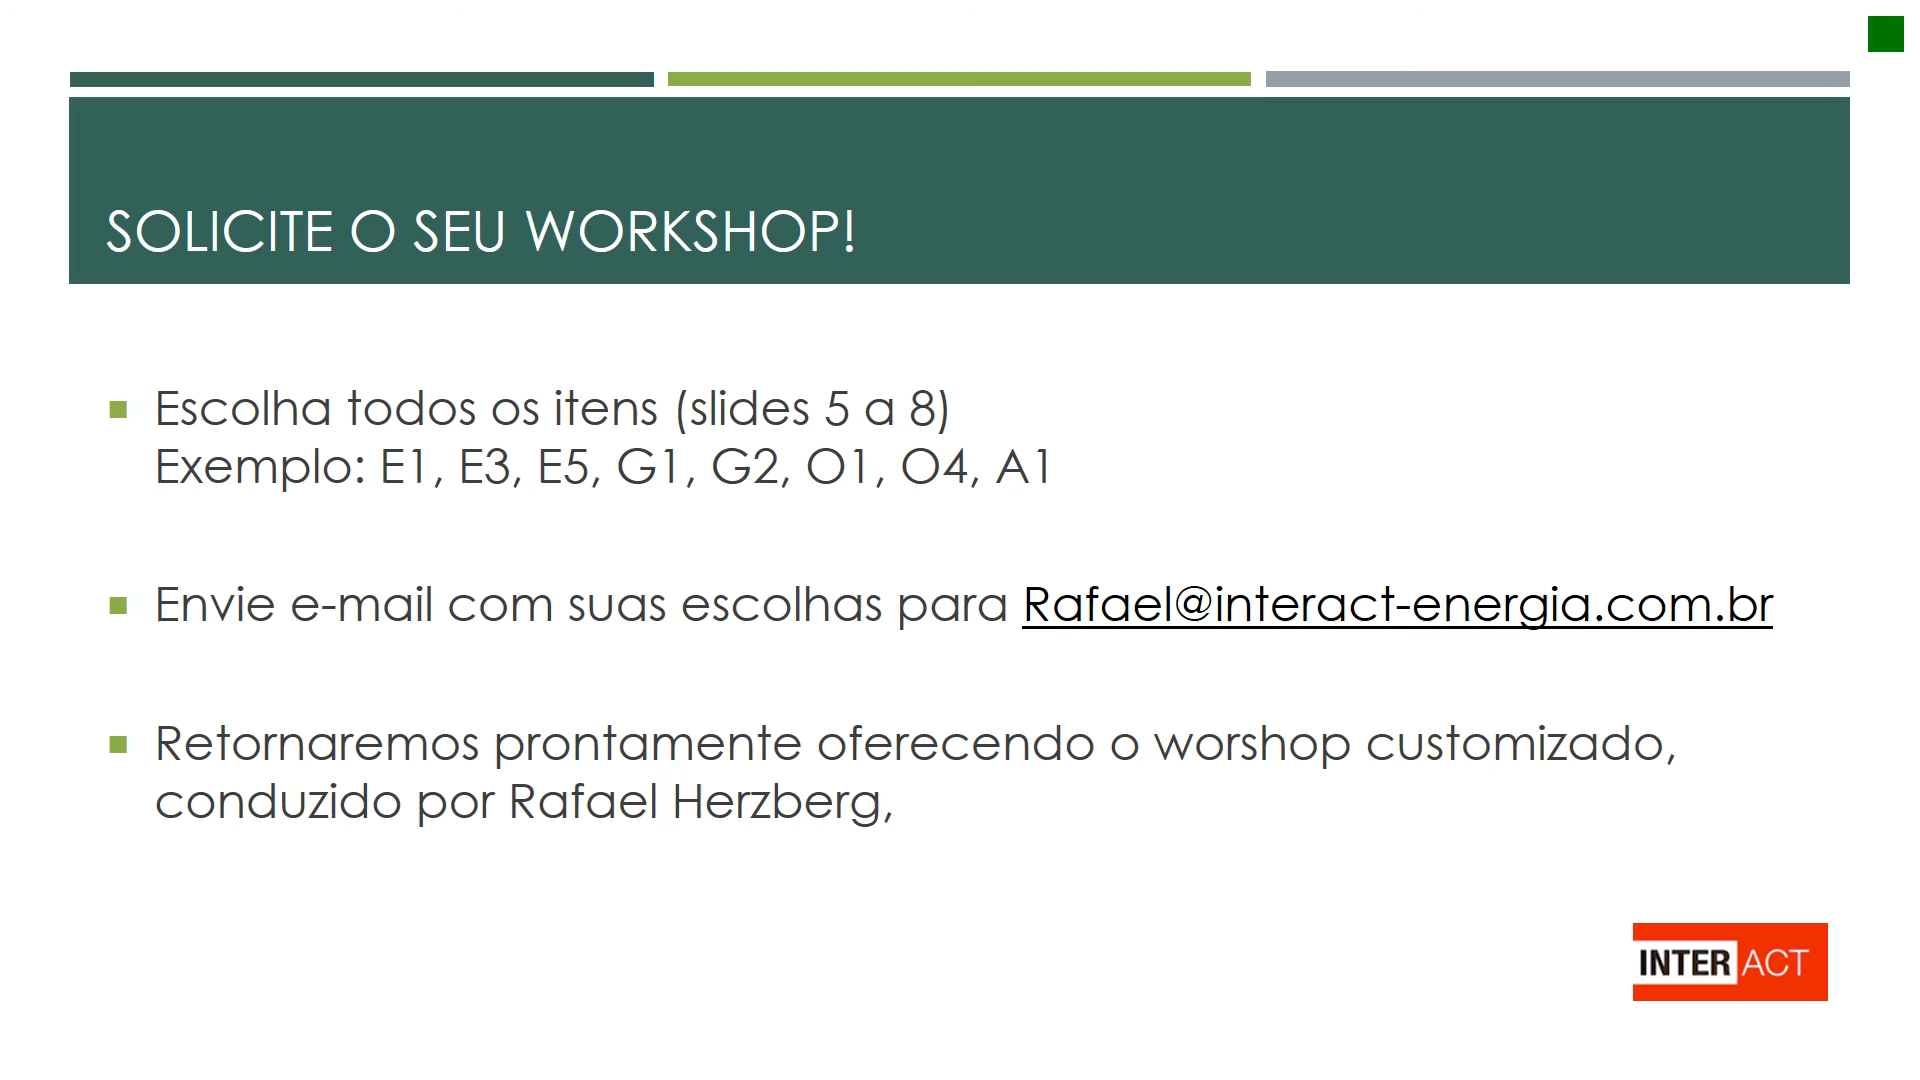 SOLICITE O SEU WORKSHOP!
Escolha todos os itens (slides 5 a 8)
Exemplo: E1, E3, E5, G1, G2, O1, O4, A1
Envie e-mail com suas escolhas para Rafael@interact-energia.com.br
Retornaremos prontamente oferecendo o worshop customizado,
conduzido por Rafael Herzberg,
INTERACT